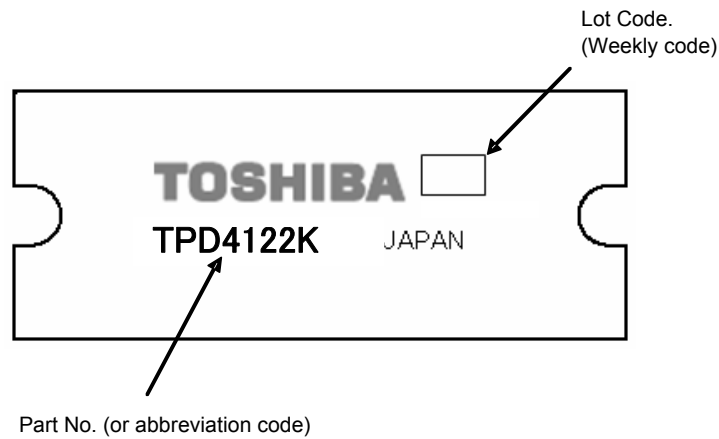 Lot Code.
(Weekly code)
TOSHIBA
TPD4122K JAPAN
Part No. (or abbreviation code)